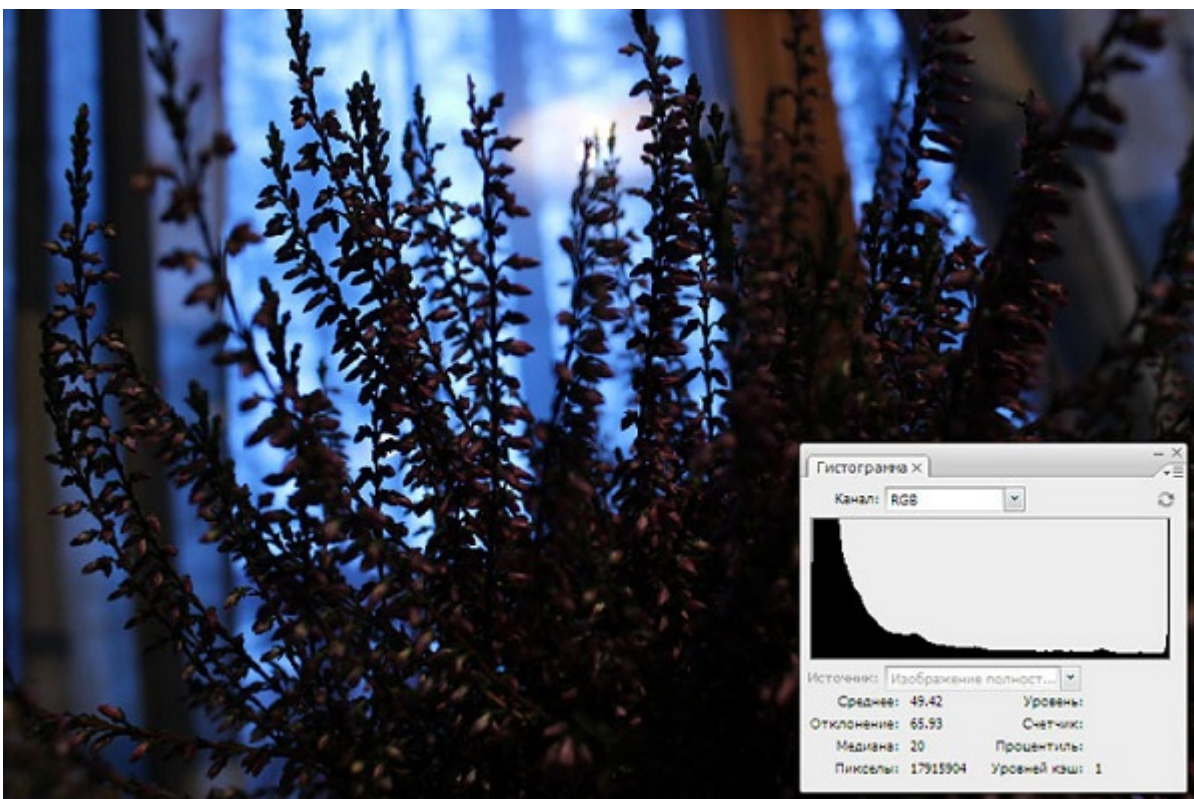 Гистограмма
Канал: RGB
Источник: Изображение полност...
Среднее: 49.42 Уровень:
Отклонение: 65.93 Счетчик:
Медиана: 20 Процентиль:
Пикселы: 17915904 Уровней кэш: 1